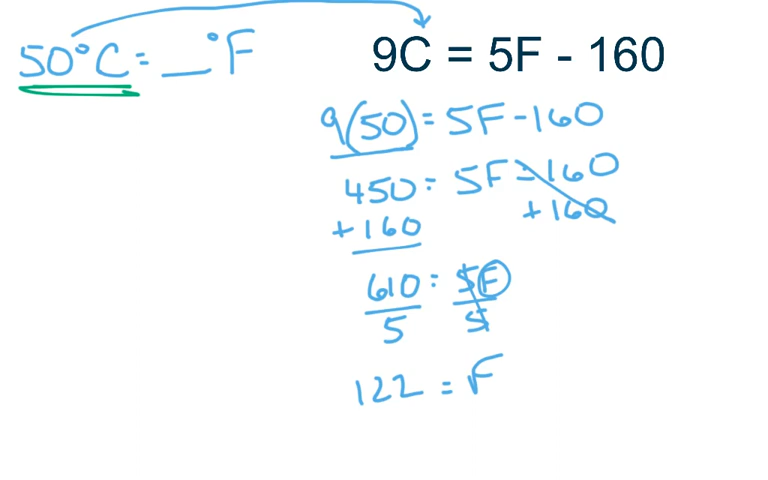 50°C = __°F
9C = 5F - 160
9(50) = 5F - 160
450 = 5F - 160
+160 +160
610 = 5F
5 5
122 = F